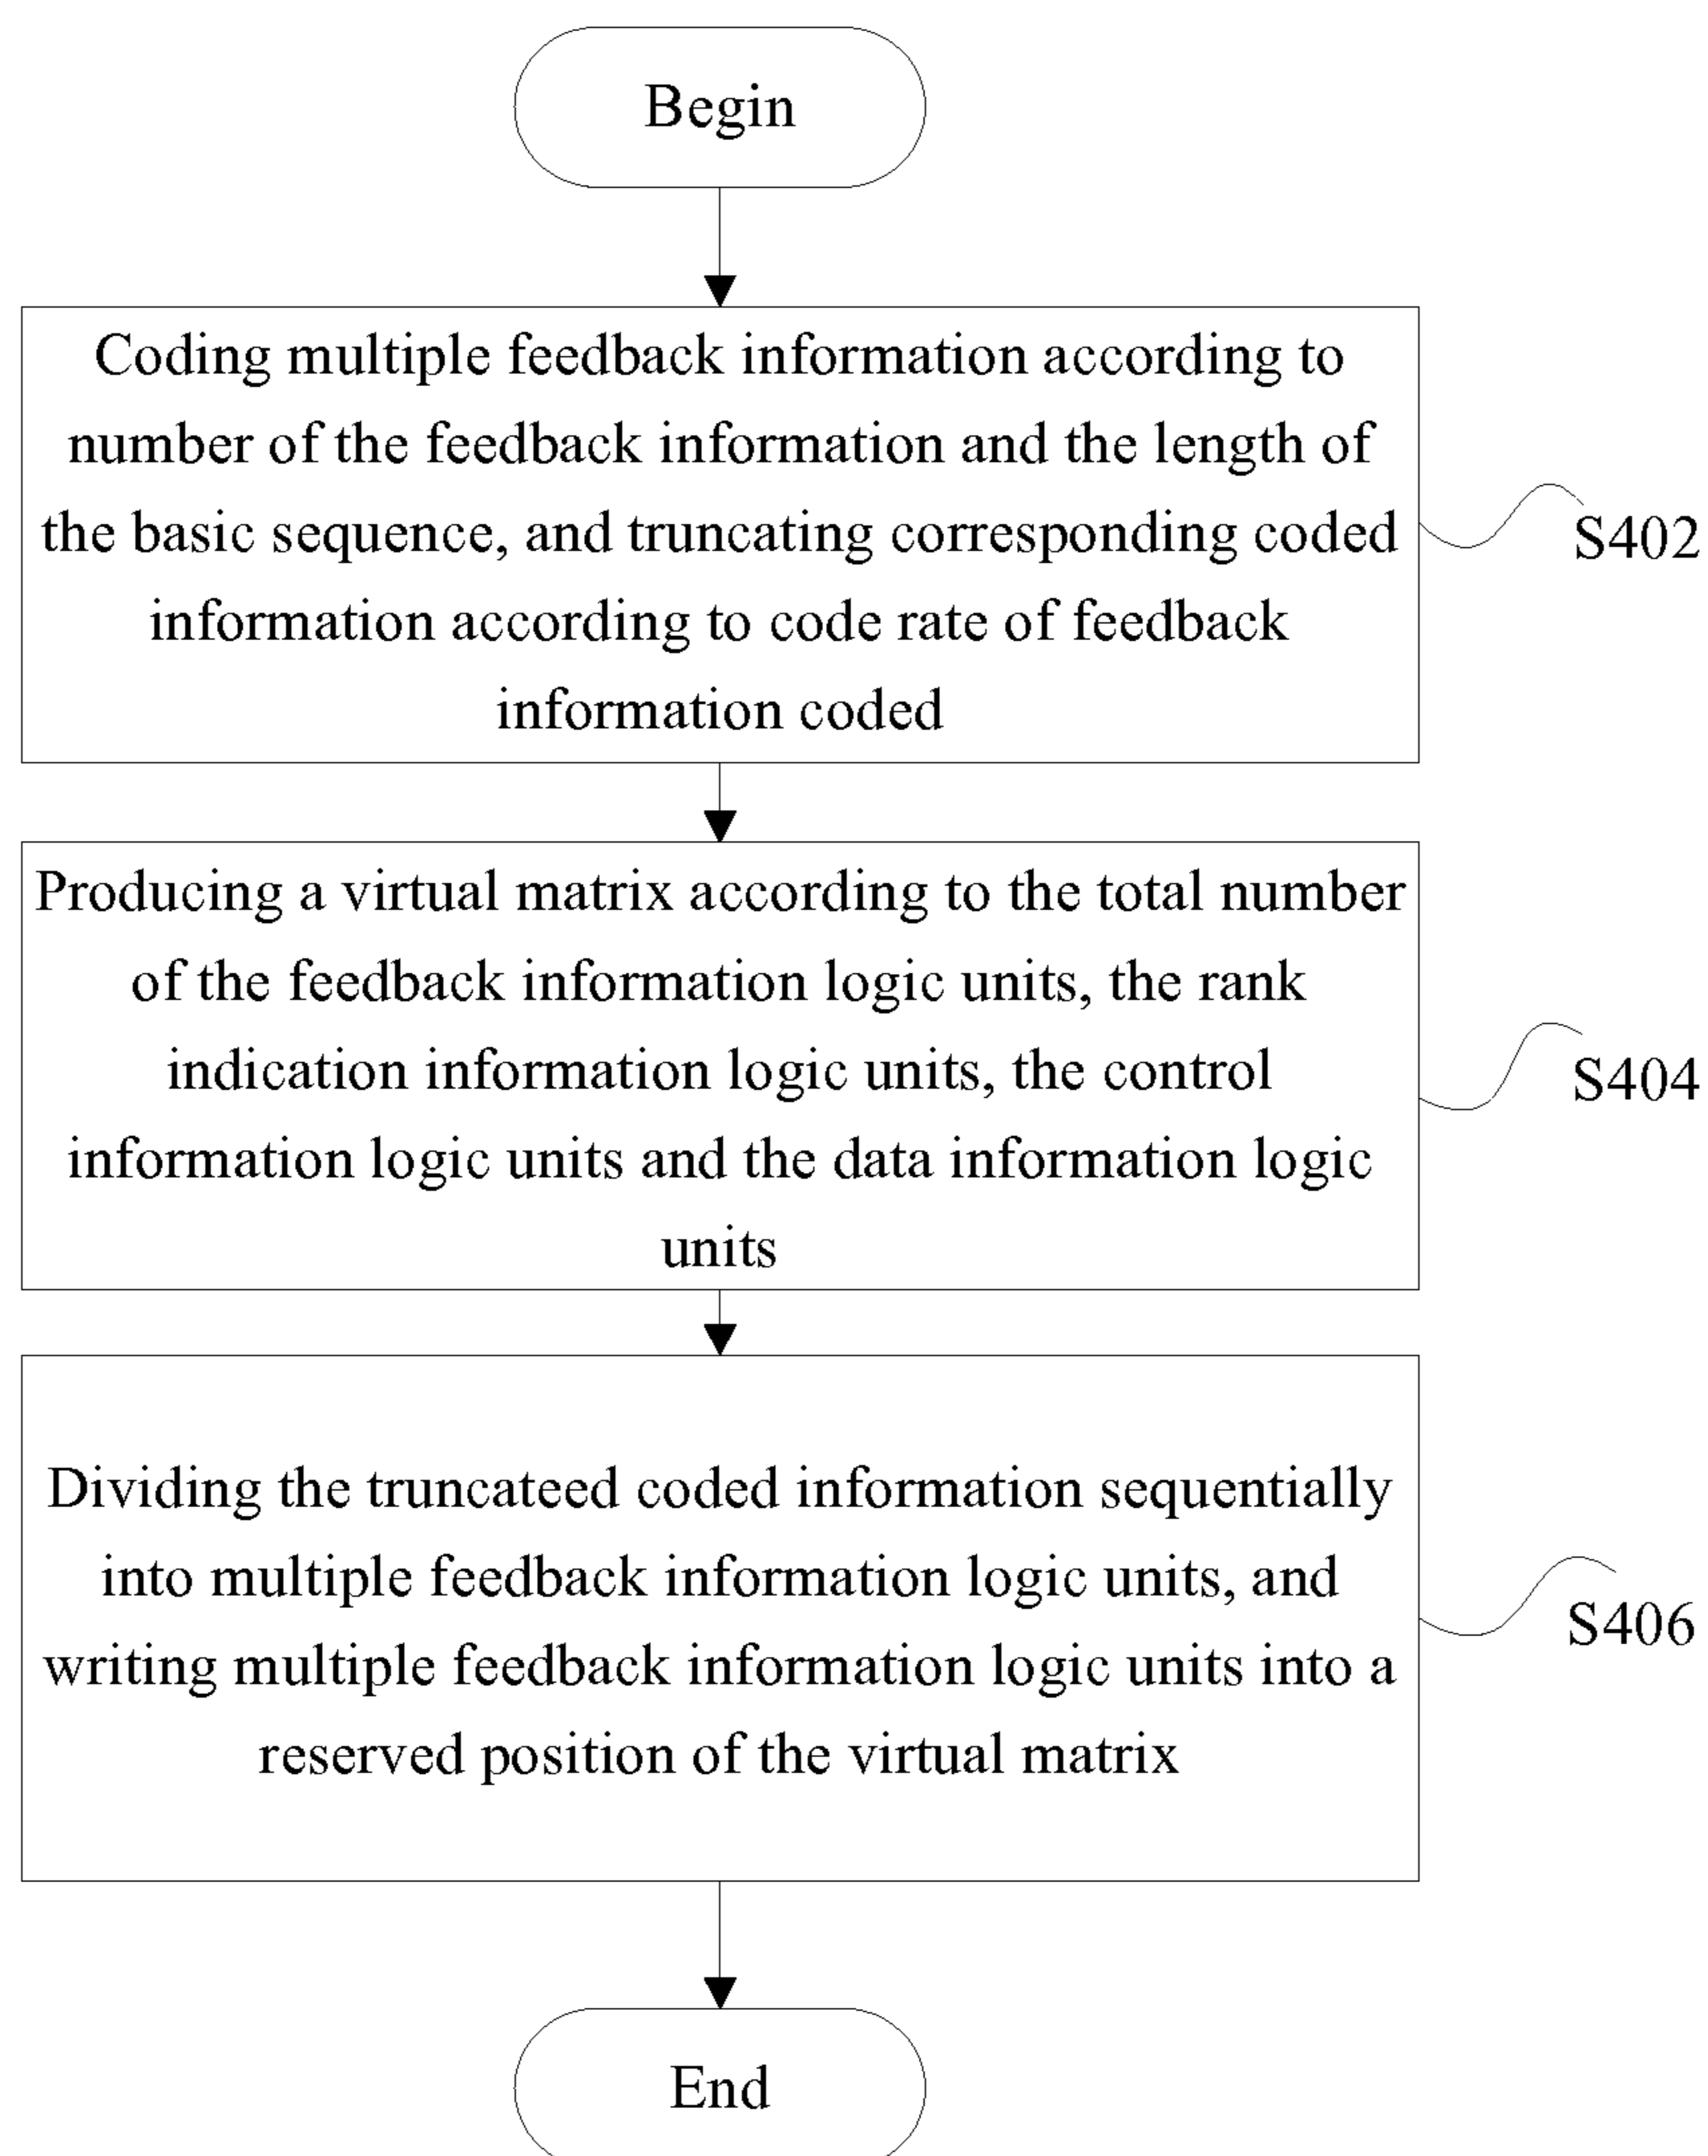 Begin
Coding multiple feedback information according to
number of the feedback information and the length of
the basic sequence, and truncating corresponding coded
information according to code rate of feedback
information coded
S402
Producing a virtual matrix according to the total number
of the feedback information logic units, the rank
indication information logic units, the control
information logic units and the data information logic
units
S404
Dividing the truncateed coded information sequentially
into multiple feedback information logic units, and
writing multiple feedback information logic units into a
reserved position of the virtual matrix
S406
End